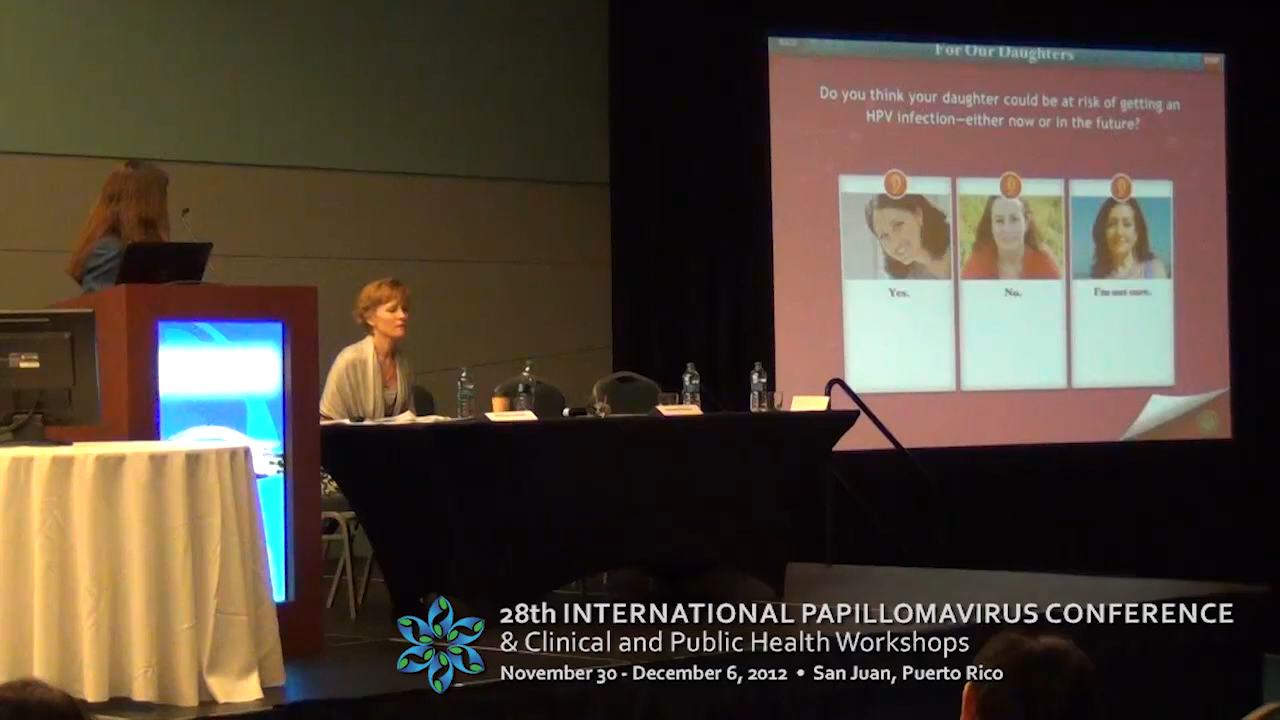 For Our Daughters
Do you think your daughter could be at risk of getting an
HPV infection—either now or in the future?
Yes.
No.
I'm not sure.
28th INTERNATIONAL PAPILLOMAVIRUS CONFERENCE
& Clinical and Public Health Workshops
November 30 - December 6, 2012 • San Juan, Puerto Rico